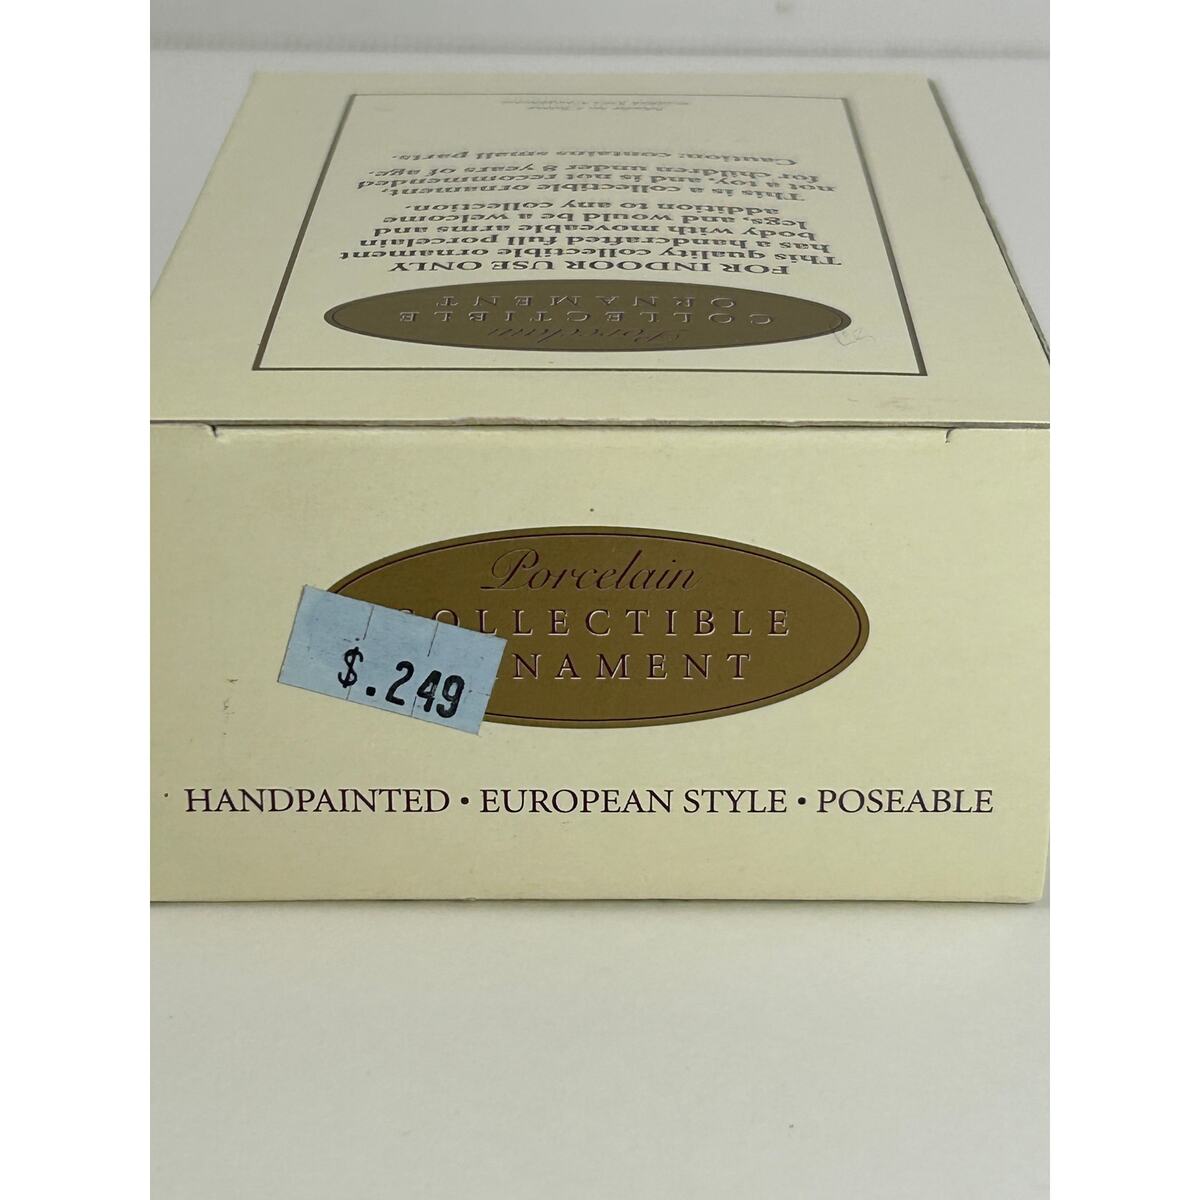 Caution: contains small parts.
for children under 8 years of age.
not a toy, and is not recommended
This is a collectible ornament,
addition to any collection.
legs, and would be a welcome
body with moveable arms and
has a handcrafted full porcelain
This quality collectible ornament
FOR INDOOR USE ONLY
ORNAMENT
COLLECTIBLE
Porcelain
Porcelain
COLLECTIBLE
NAMENT
$.249
HANDPAINTED • EUROPEAN STYLE • POSEABLE